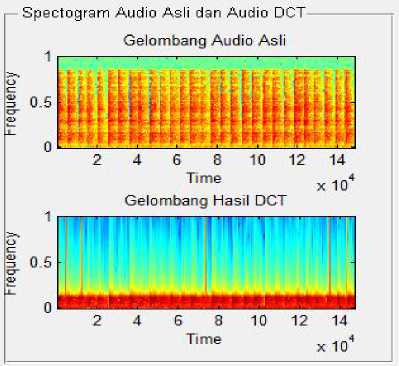 Spectogram Audio Asli dan Audio DCT
Gelombang Audio Asli
1
0.5
0
Frequency
2 4 6 8 10 12 14
Time
x 10^4
Gelombang Hasil DCT
1
0.5
0
Frequency
2 4 6 8 10 12 14
Time
x 10^4